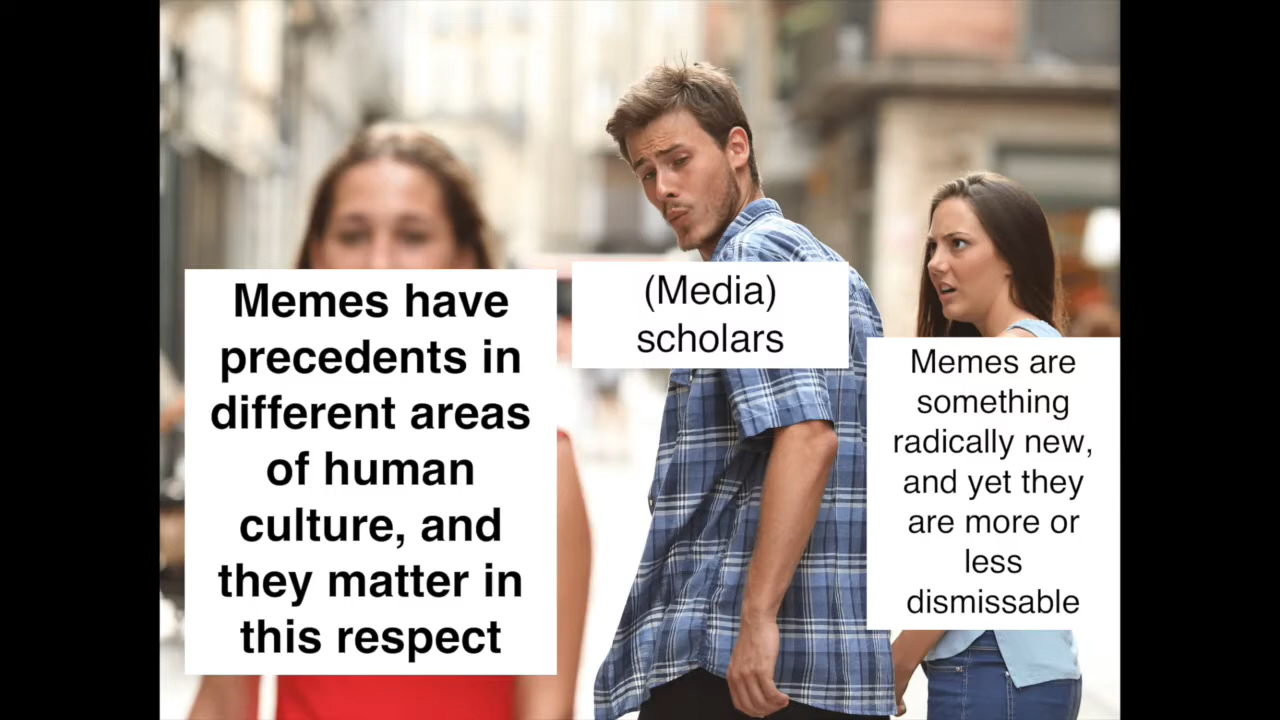 Memes have
precedents in
different areas
of human
culture, and
they matter in
this respect
(Media)
scholars
Memes are
something
radically new,
and yet they
are more or
less
dismissable